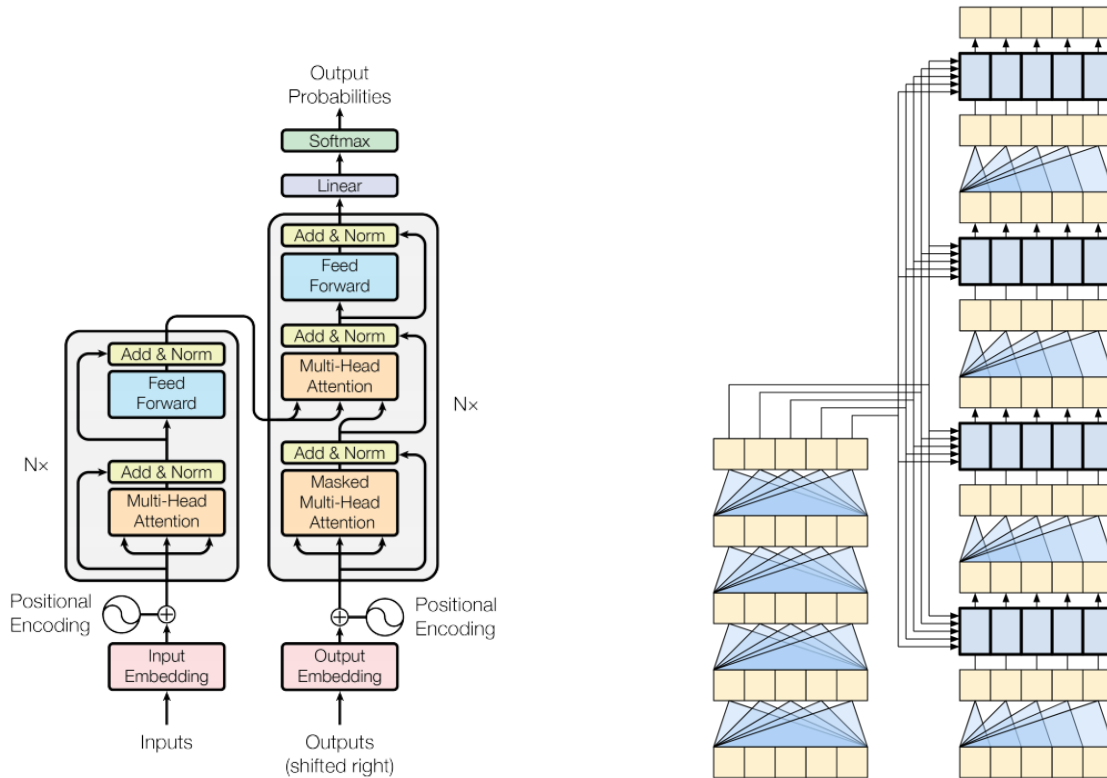 Output
Probabilities
Softmax
Linear
Add & Norm
Feed
Forward
Add & Norm
Multi-Head
Attention
Add & Norm
Masked
Multi-Head
Attention
Nx
Add & Norm
Feed
Forward
Nx
Add & Norm
Multi-Head
Attention
Positional
Encoding
Positional
Encoding
Input
Embedding
Output
Embedding
Inputs
Outputs
(shifted right)